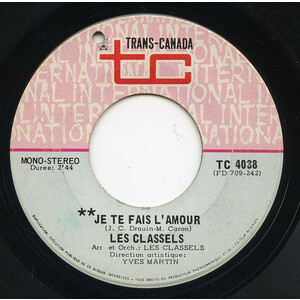 TRANS-CANADA
tc
INTERNATIONAL
MONO-STEREO
Duree: 2'44
TC 4038
(FD 709-242)
**JE TE FAIS L'AMOUR
(J. C. Drouin-M. Caron)
LES CLASSELS
Arr et Orch: LES CLASSELS
Direction artistique:
YVES MARTIN